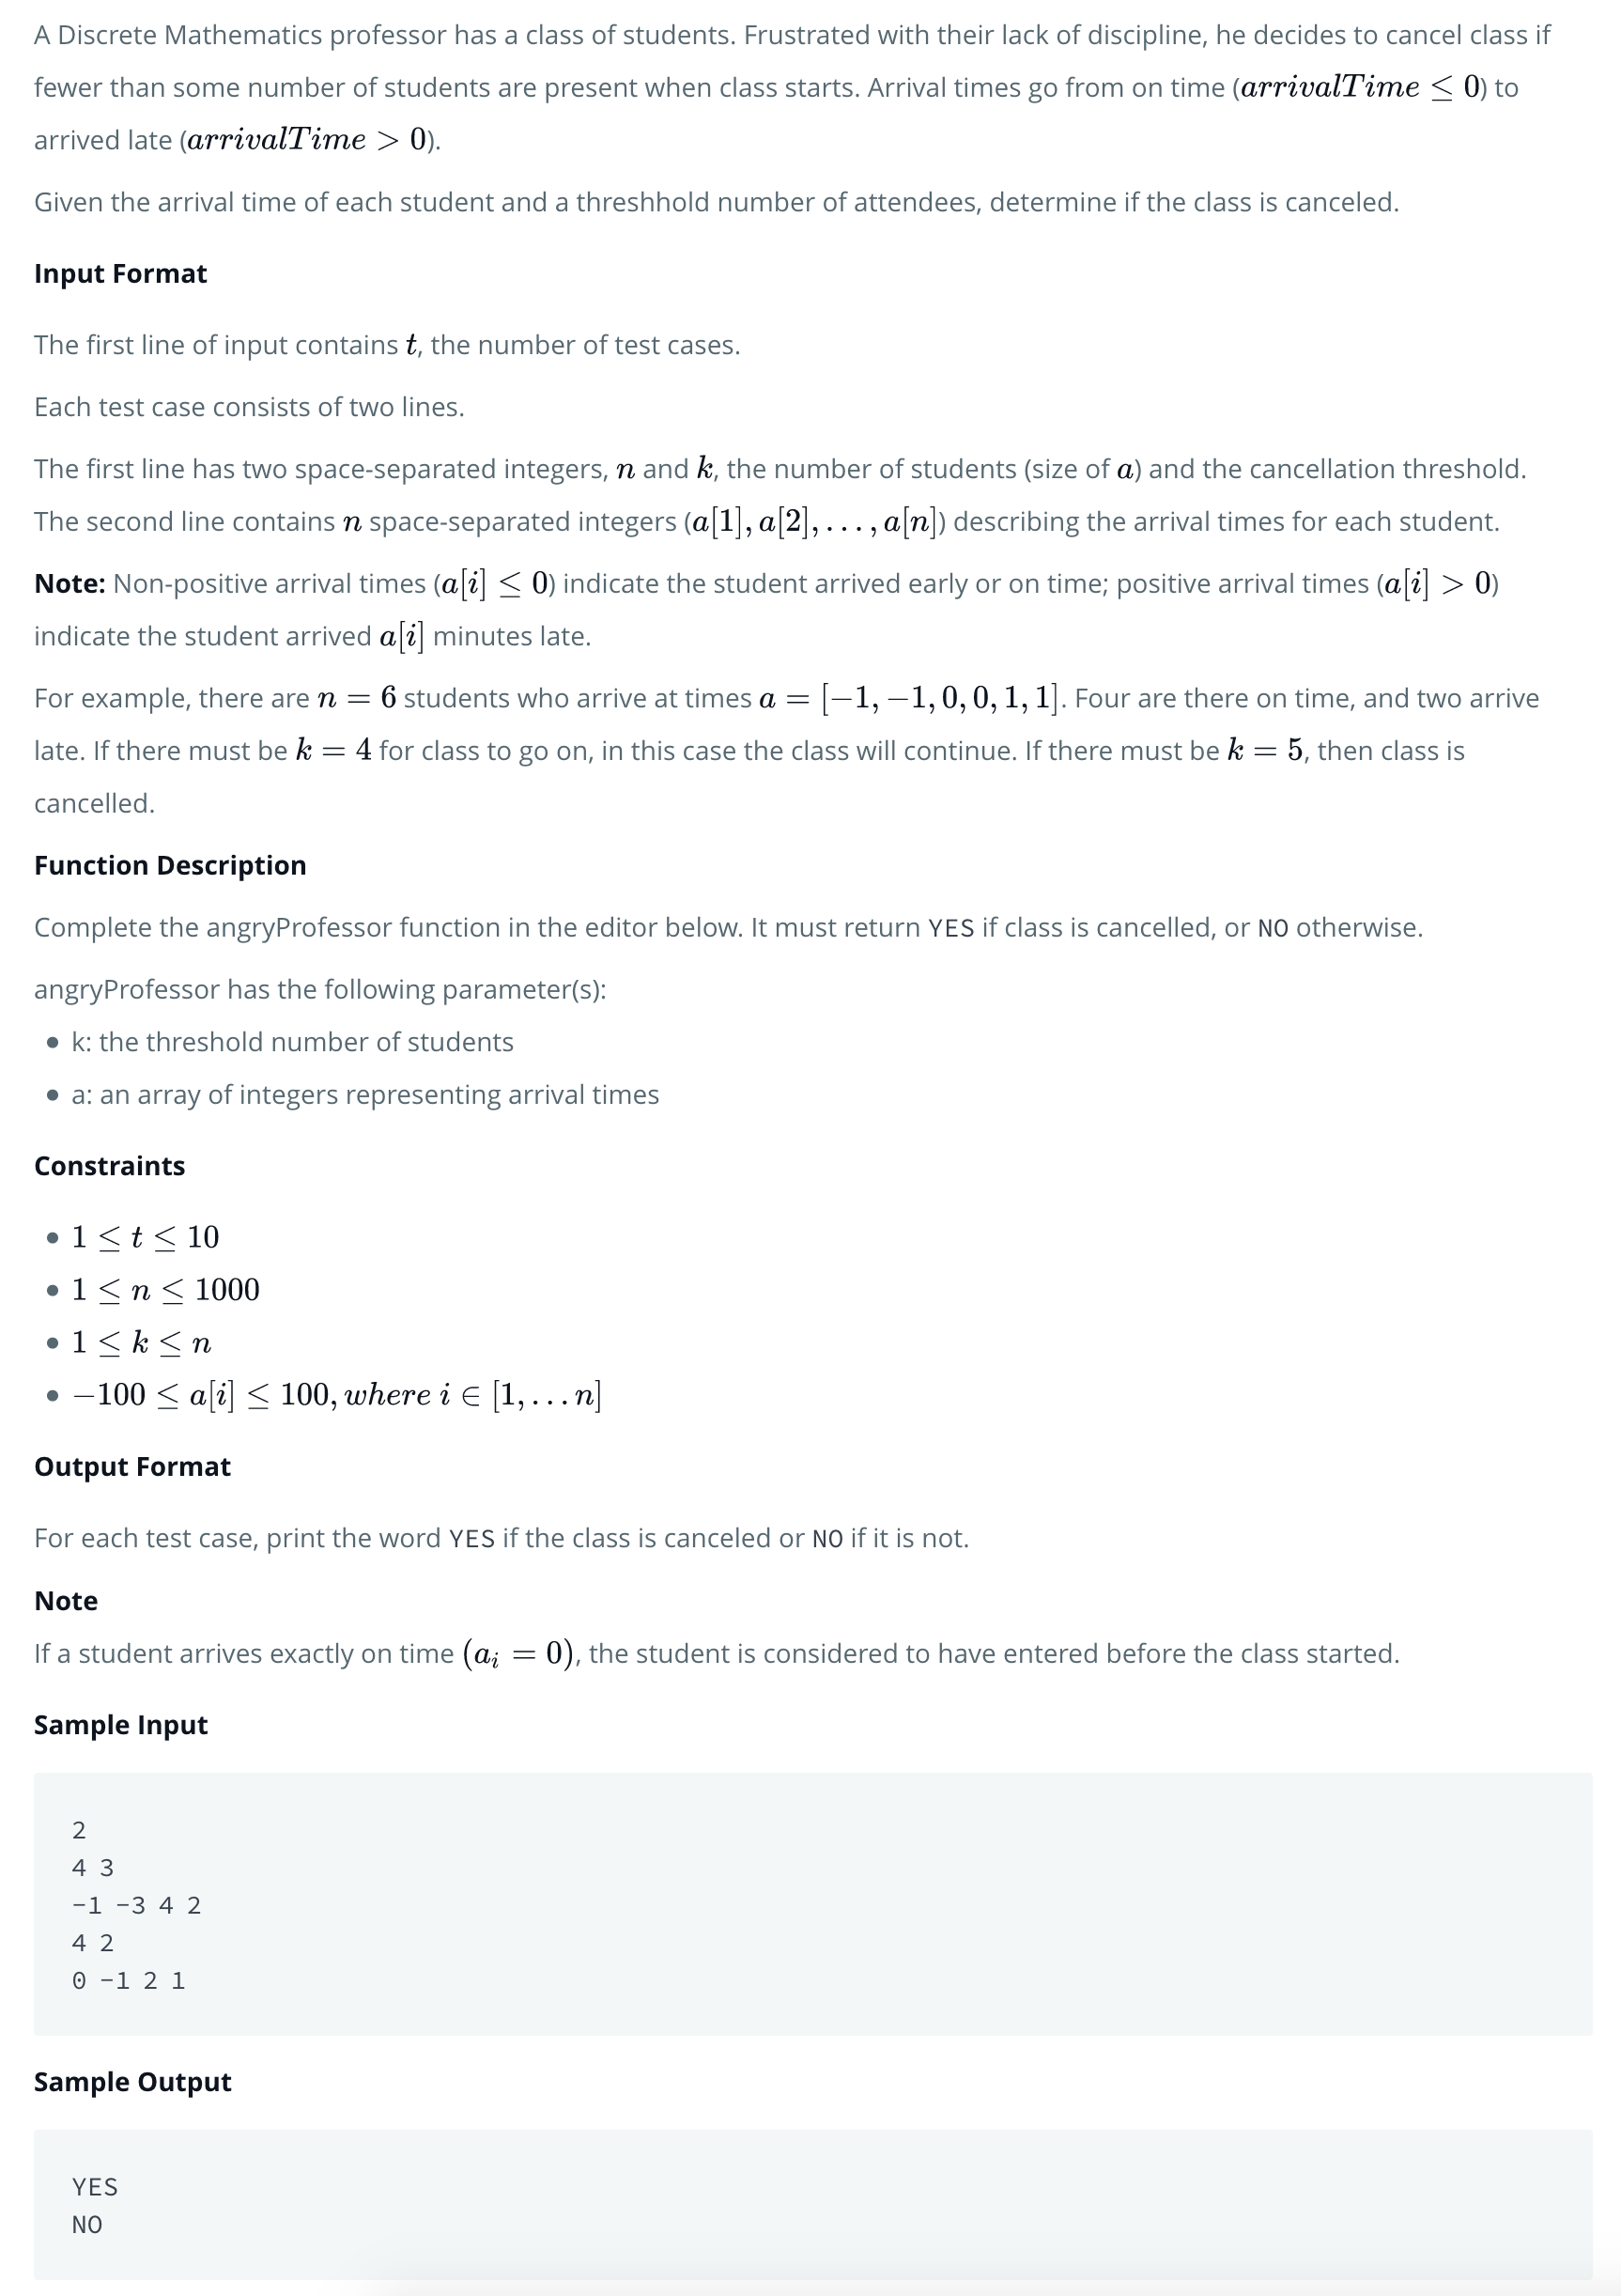 A Discrete Mathematics professor has a class of students. Frustrated with their lack of discipline, he decides to cancel class if
fewer than some number of students are present when class starts. Arrival times go from on time (arrivalTime ≤ 0) to
arrived late (arrivalTime > 0).
Given the arrival time of each student and a threshhold number of attendees, determine if the class is canceled.
Input Format
The first line of input contains t, the number of test cases.
Each test case consists of two lines.
The first line has two space-separated integers, n and k, the number of students (size of a) and the cancellation threshold.
The second line contains n space-separated integers (a[1], a[2], . . . , a[n]) describing the arrival times for each student.
Note: Non-positive arrival times (a[i] ≤ 0) indicate the student arrived early or on time; positive arrival times (a[i] > 0)
indicate the student arrived a[i] minutes late.
For example, there are n = 6 students who arrive at times a = [−1, −1, 0, 0, 1, 1]. Four are there on time, and two arrive
late. If there must be k = 4 for class to go on, in this case the class will continue. If there must be k = 5, then class is
cancelled.
Function Description
Complete the angryProfessor function in the editor below. It must return YES if class is cancelled, or NO otherwise.
angryProfessor has the following parameter(s):
• k: the threshold number of students
• a: an array of integers representing arrival times
Constraints
• 1 ≤ t ≤ 10
• 1 ≤ n ≤ 1000
• 1 ≤ k ≤ n
• −100 ≤ a[i] ≤ 100, where i ∈ [1, . . . n]
Output Format
For each test case, print the word YES if the class is canceled or NO if it is not.
Note
If a student arrives exactly on time (aᵢ = 0), the student is considered to have entered before the class started.
Sample Input
2
4 3
-1 -3 4 2
4 2
0 -1 2 1
Sample Output
YES
NO